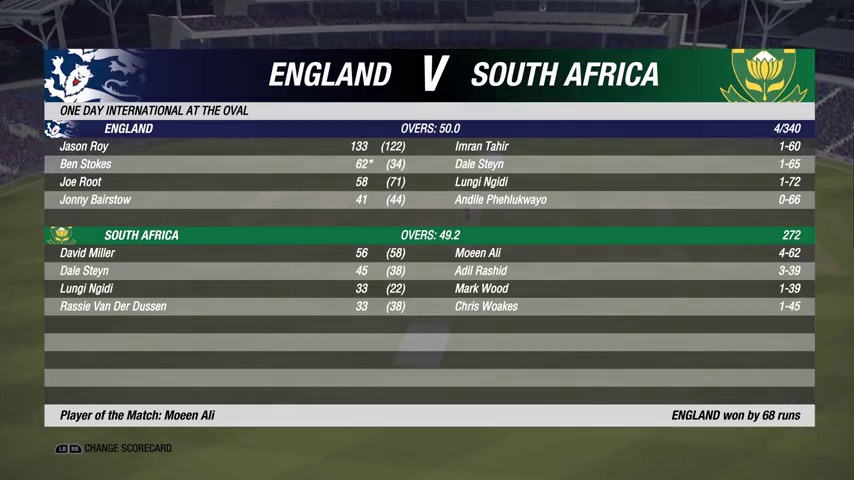 ENGLAND V SOUTH AFRICA
ONE DAY INTERNATIONAL AT THE OVAL
ENGLAND OVERS: 50.0 4/340
Jason Roy 133 (122) Imran Tahir 1-60
Ben Stokes 62* (34) Dale Steyn 1-65
Joe Root 58 (71) Lungi Ngidi 1-72
Jonny Bairstow 41 (44) Andile Phehlukwayo 0-66
SOUTH AFRICA OVERS: 49.2 272
David Miller 56 (58) Moeen Ali 4-62
Dale Steyn 45 (38) Adil Rashid 3-39
Lungi Ngidi 33 (22) Mark Wood 1-39
Rassie Van Der Dussen 33 (38) Chris Woakes 1-45
Player of the Match: Moeen Ali ENGLAND won by 68 runs
LB RB CHANGE SCORECARD